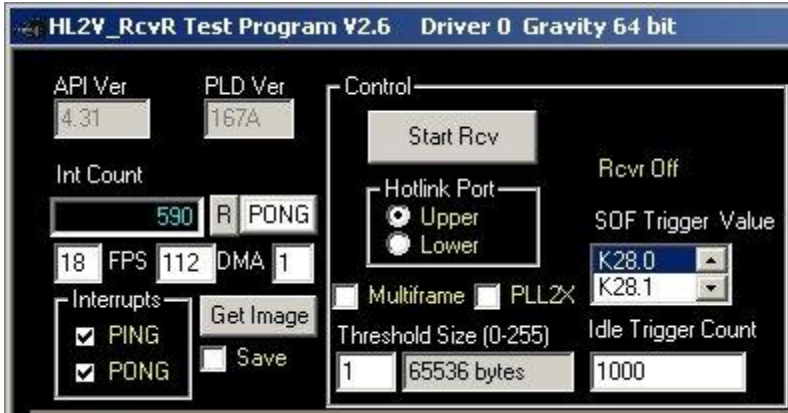 HL2V_RcvR Test Program V2.6 Driver 0 Gravity 64 bit
API Ver PLD Ver
4.31 167A
Int Count
590 R PONG
18 FPS 112 DMA 1
Interrupts
PING
PONG
Get Image
Save
Control
Start Rcv
Rcvr Off
Hotlink Port
Upper
Lower
SOF Trigger Value
K28.0
K28.1
Multiframe PLL2X
Threshold Size (0-255)
1 65536 bytes
Idle Trigger Count
1000